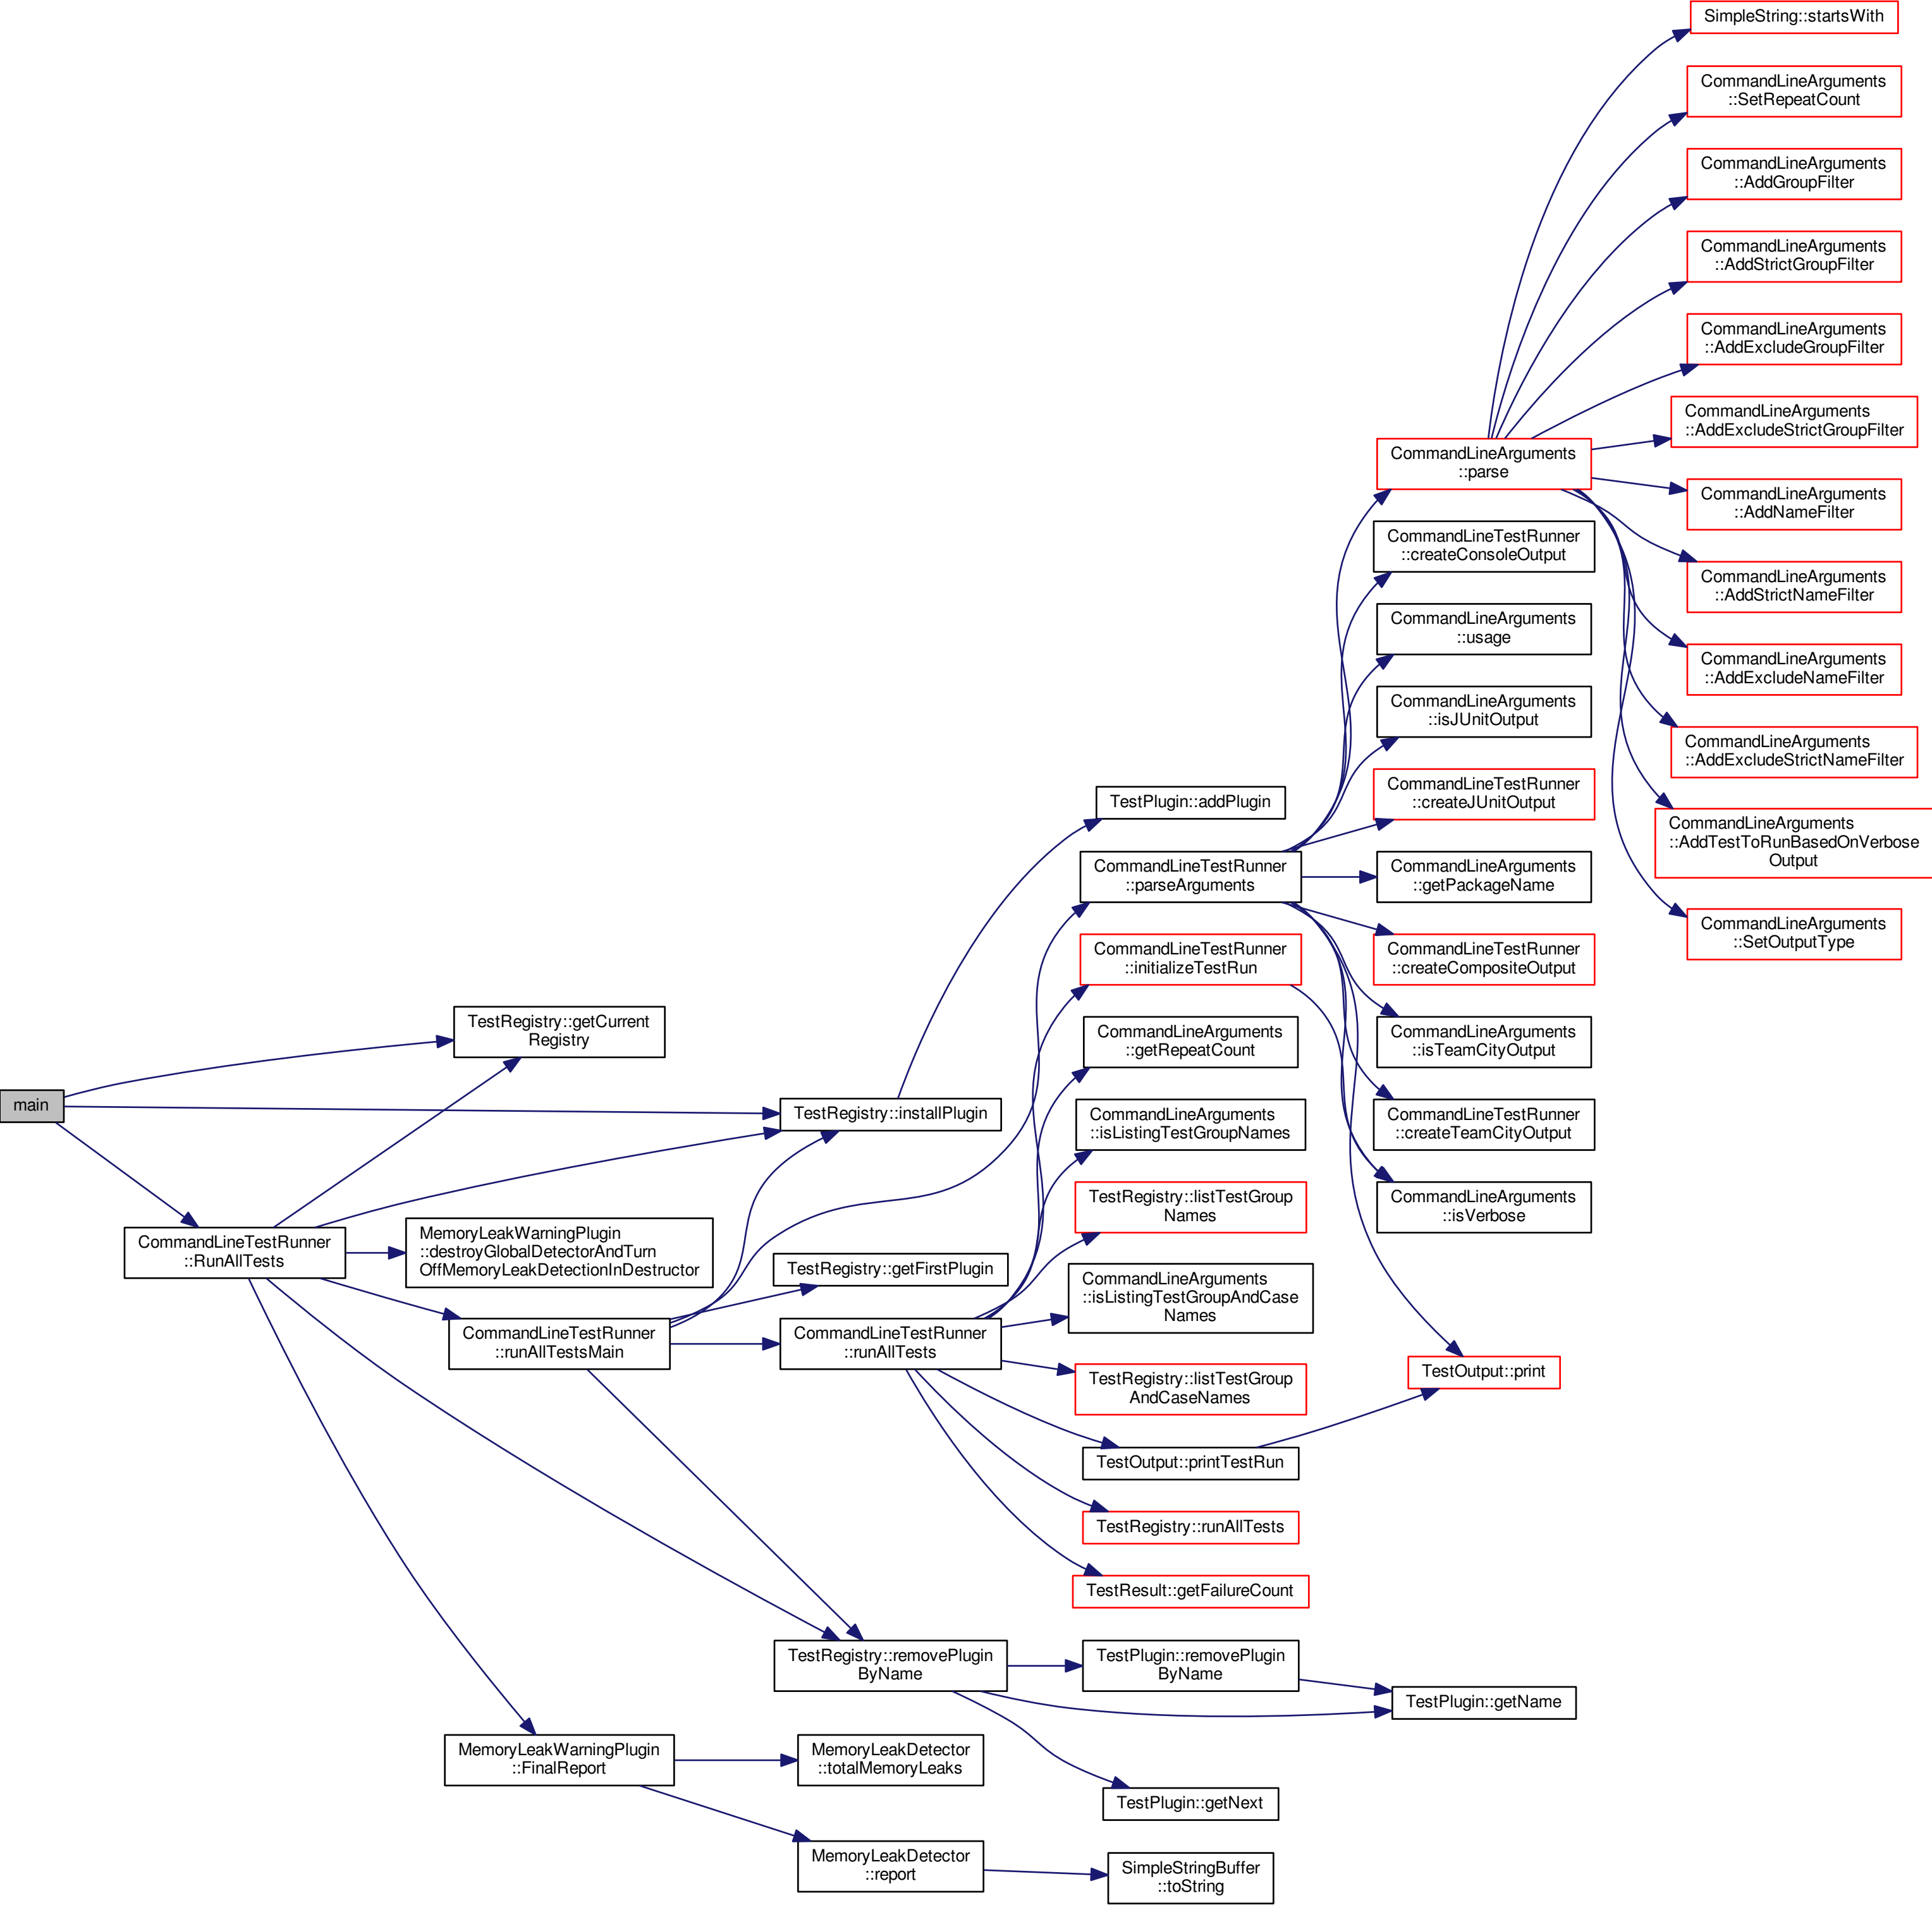 main
CommandLineTestRunner
::RunAllTests
TestRegistry::getCurrent
Registry
MemoryLeakWarningPlugin
::destroyGlobalDetectorAndTurn
OffMemoryLeakDetectionInDestructor
CommandLineTestRunner
::runAllTestsMain
MemoryLeakWarningPlugin
::FinalReport
TestRegistry::installPlugin
TestRegistry::getFirstPlugin
CommandLineTestRunner
::runAllTests
TestRegistry::removePlugin
ByName
MemoryLeakDetector
::totalMemoryLeaks
MemoryLeakDetector
::report
TestPlugin::addPlugin
CommandLineTestRunner
::parseArguments
CommandLineTestRunner
::initializeTestRun
CommandLineArguments
::getRepeatCount
CommandLineArguments
::isListingTestGroupNames
TestRegistry::listTestGroup
Names
CommandLineArguments
::isListingTestGroupAndCase
Names
TestRegistry::listTestGroup
AndCaseNames
TestOutput::printTestRun
TestRegistry::runAllTests
TestResult::getFailureCount
TestPlugin::removePlugin
ByName
TestPlugin::getNext
SimpleStringBuffer
::toString
CommandLineArguments
::parse
CommandLineTestRunner
::createConsoleOutput
CommandLineArguments
::usage
CommandLineArguments
::isJUnitOutput
CommandLineTestRunner
::createJUnitOutput
CommandLineArguments
::getPackageName
CommandLineTestRunner
::createCompositeOutput
CommandLineArguments
::isTeamCityOutput
CommandLineTestRunner
::createTeamCityOutput
CommandLineArguments
::isVerbose
TestOutput::print
TestPlugin::getName
SimpleString::startsWith
CommandLineArguments
::SetRepeatCount
CommandLineArguments
::AddGroupFilter
CommandLineArguments
::AddStrictGroupFilter
CommandLineArguments
::AddExcludeGroupFilter
CommandLineArguments
::AddExcludeStrictGroupFilter
CommandLineArguments
::AddNameFilter
CommandLineArguments
::AddStrictNameFilter
CommandLineArguments
::AddExcludeNameFilter
CommandLineArguments
::AddExcludeStrictNameFilter
CommandLineArguments
::AddTestToRunBasedOnVerbose
Output
CommandLineArguments
::SetOutputType